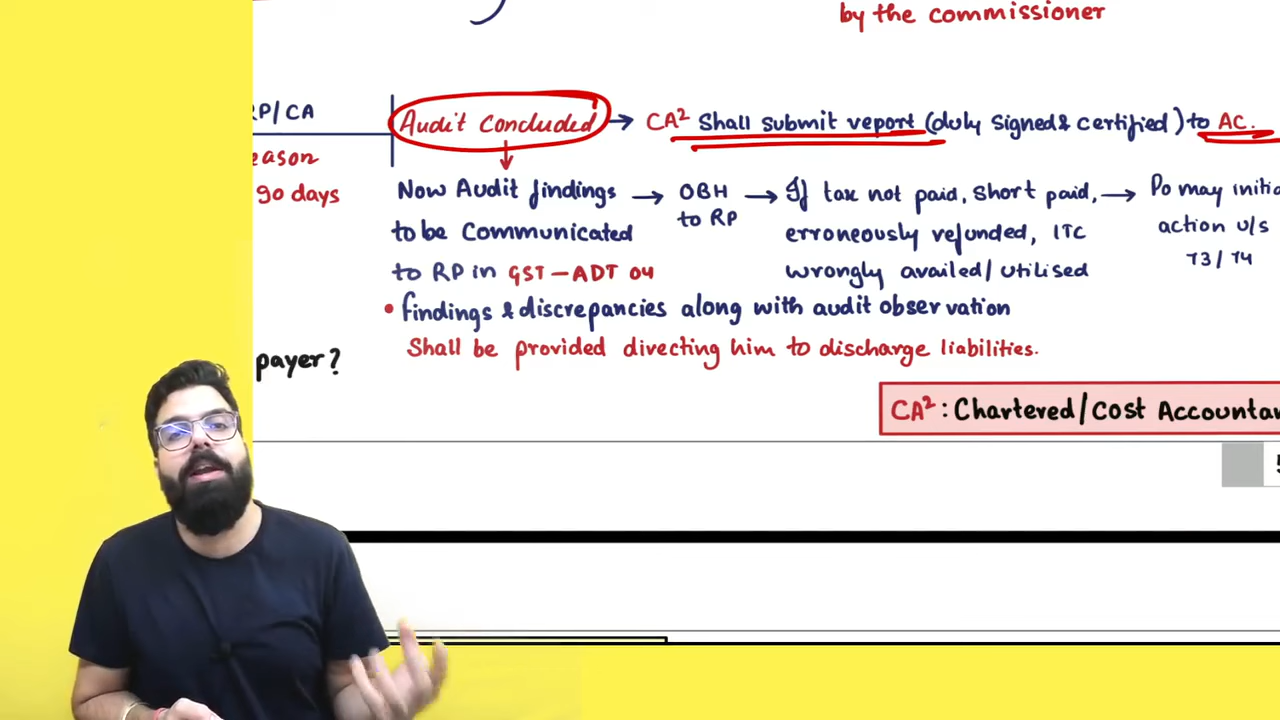 by the commissioner
RP/CA
Audit Concluded → CA² Shall submit report (duly signed & certified) to AC.
eason
90 days
Now Audit findings → OBH → If tax not paid, Short paid, → Po may initia
to be Communicated to RP erroneously refunded, ITC action u/s
to RP in GST-ADT 04 wrongly availed/utilised 73/74
• findings & discrepancies along with audit observation
Shall be provided directing him to discharge liabilities.
payer?
CA² : Chartered/Cost Accountan